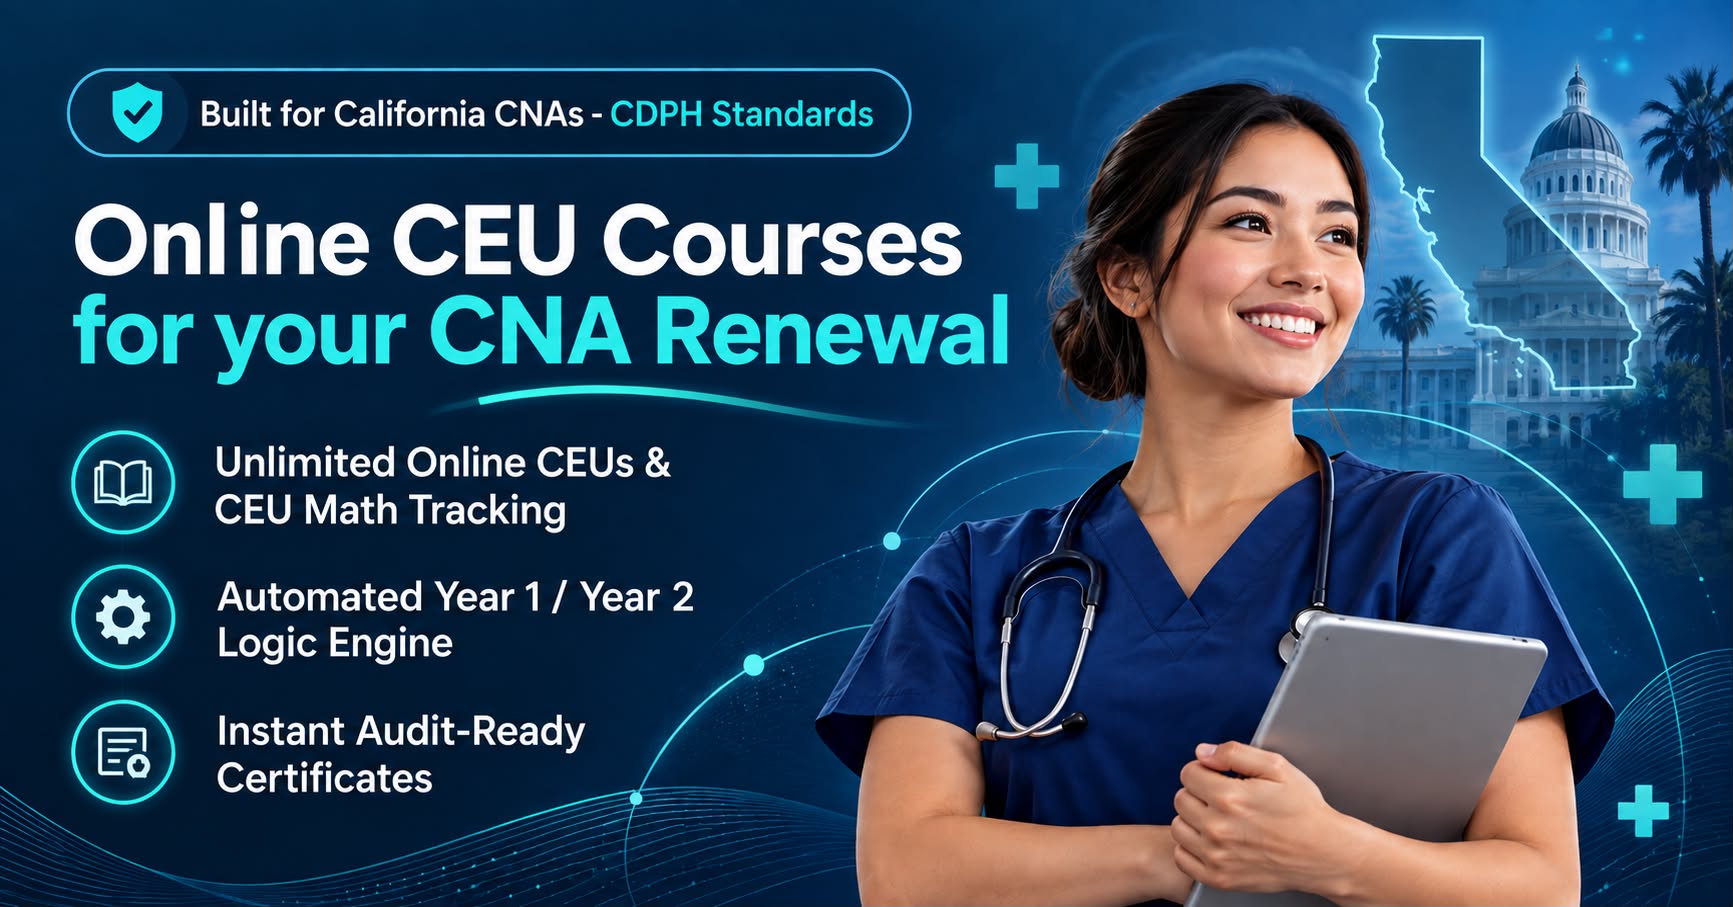 Built for California CNAs - CDPH Standards
Online CEU Courses
for your CNA Renewal
Unlimited Online CEUs &
CEU Math Tracking
Automated Year 1 / Year 2
Logic Engine
Instant Audit-Ready
Certificates